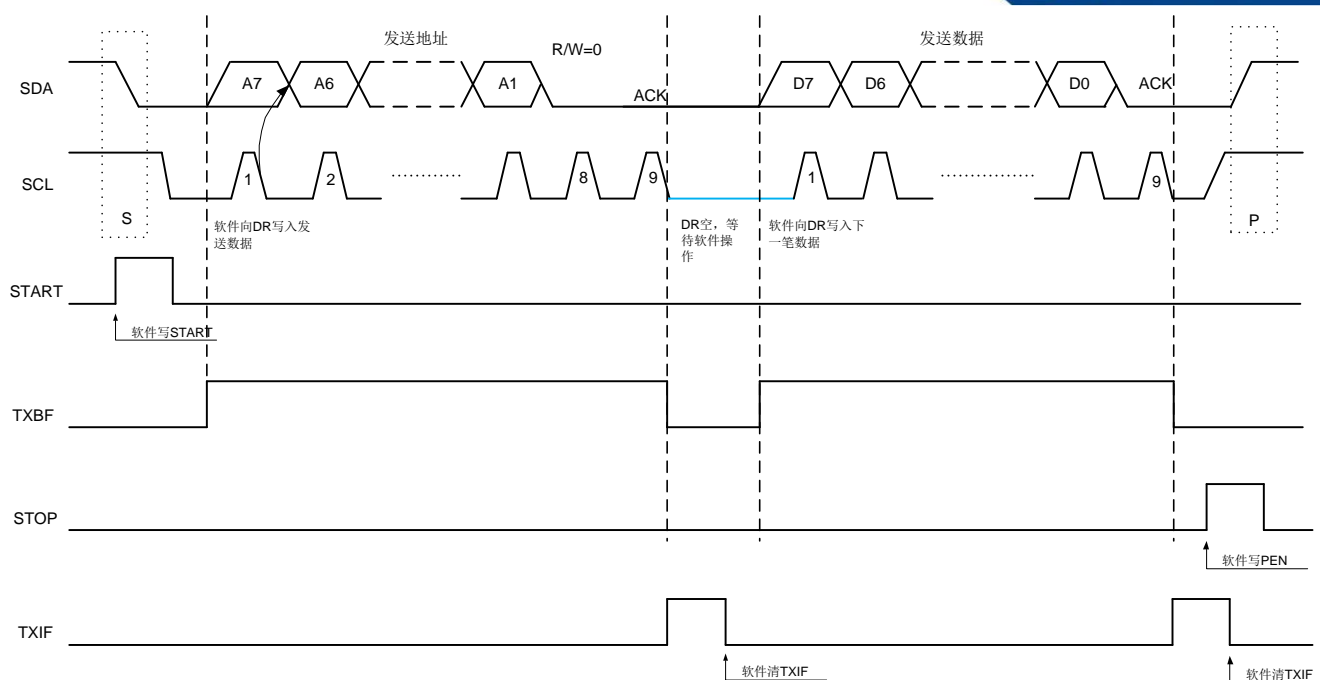 发送地址
R/W=0
发送数据
SDA
A7
A6
A1
ACK
D7
D6
D0
ACK
SCL
1
2
8
9
1
9
S
P
软件向DR写入发
送数据
DR空，等
待软件操
作
软件向DR写入下
一笔数据
START
软件写START
TXBF
STOP
软件写PEN
TXIF
软件清TXIF
软件清TXIF